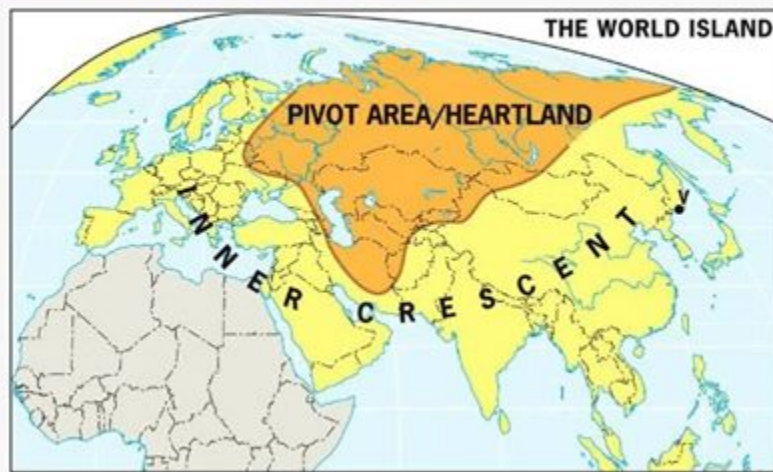 THE WORLD ISLAND
PIVOT AREA/HEARTLAND
V
INNER CRESCENT